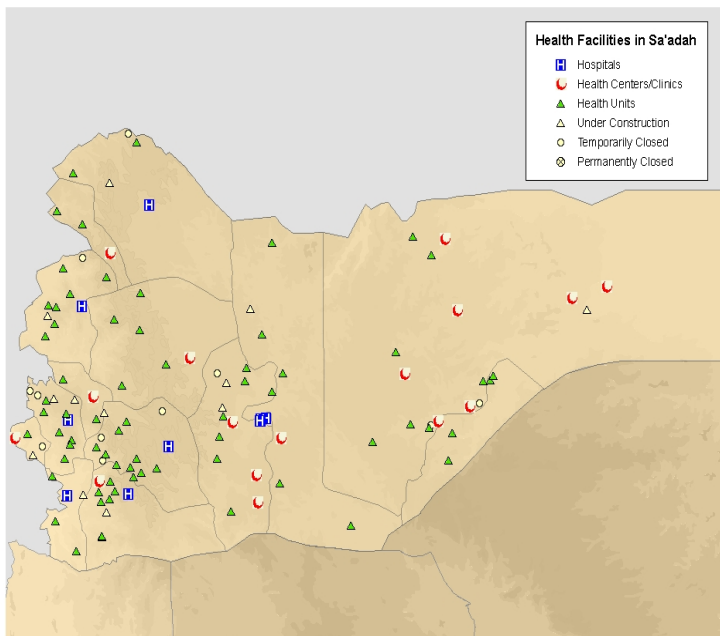 Health Facilities in Sa'adah
H Hospitals
Health Centers/Clinics
Health Units
Under Construction
Temporarily Closed
Permanently Closed
H
H
H
H H
H
H
H